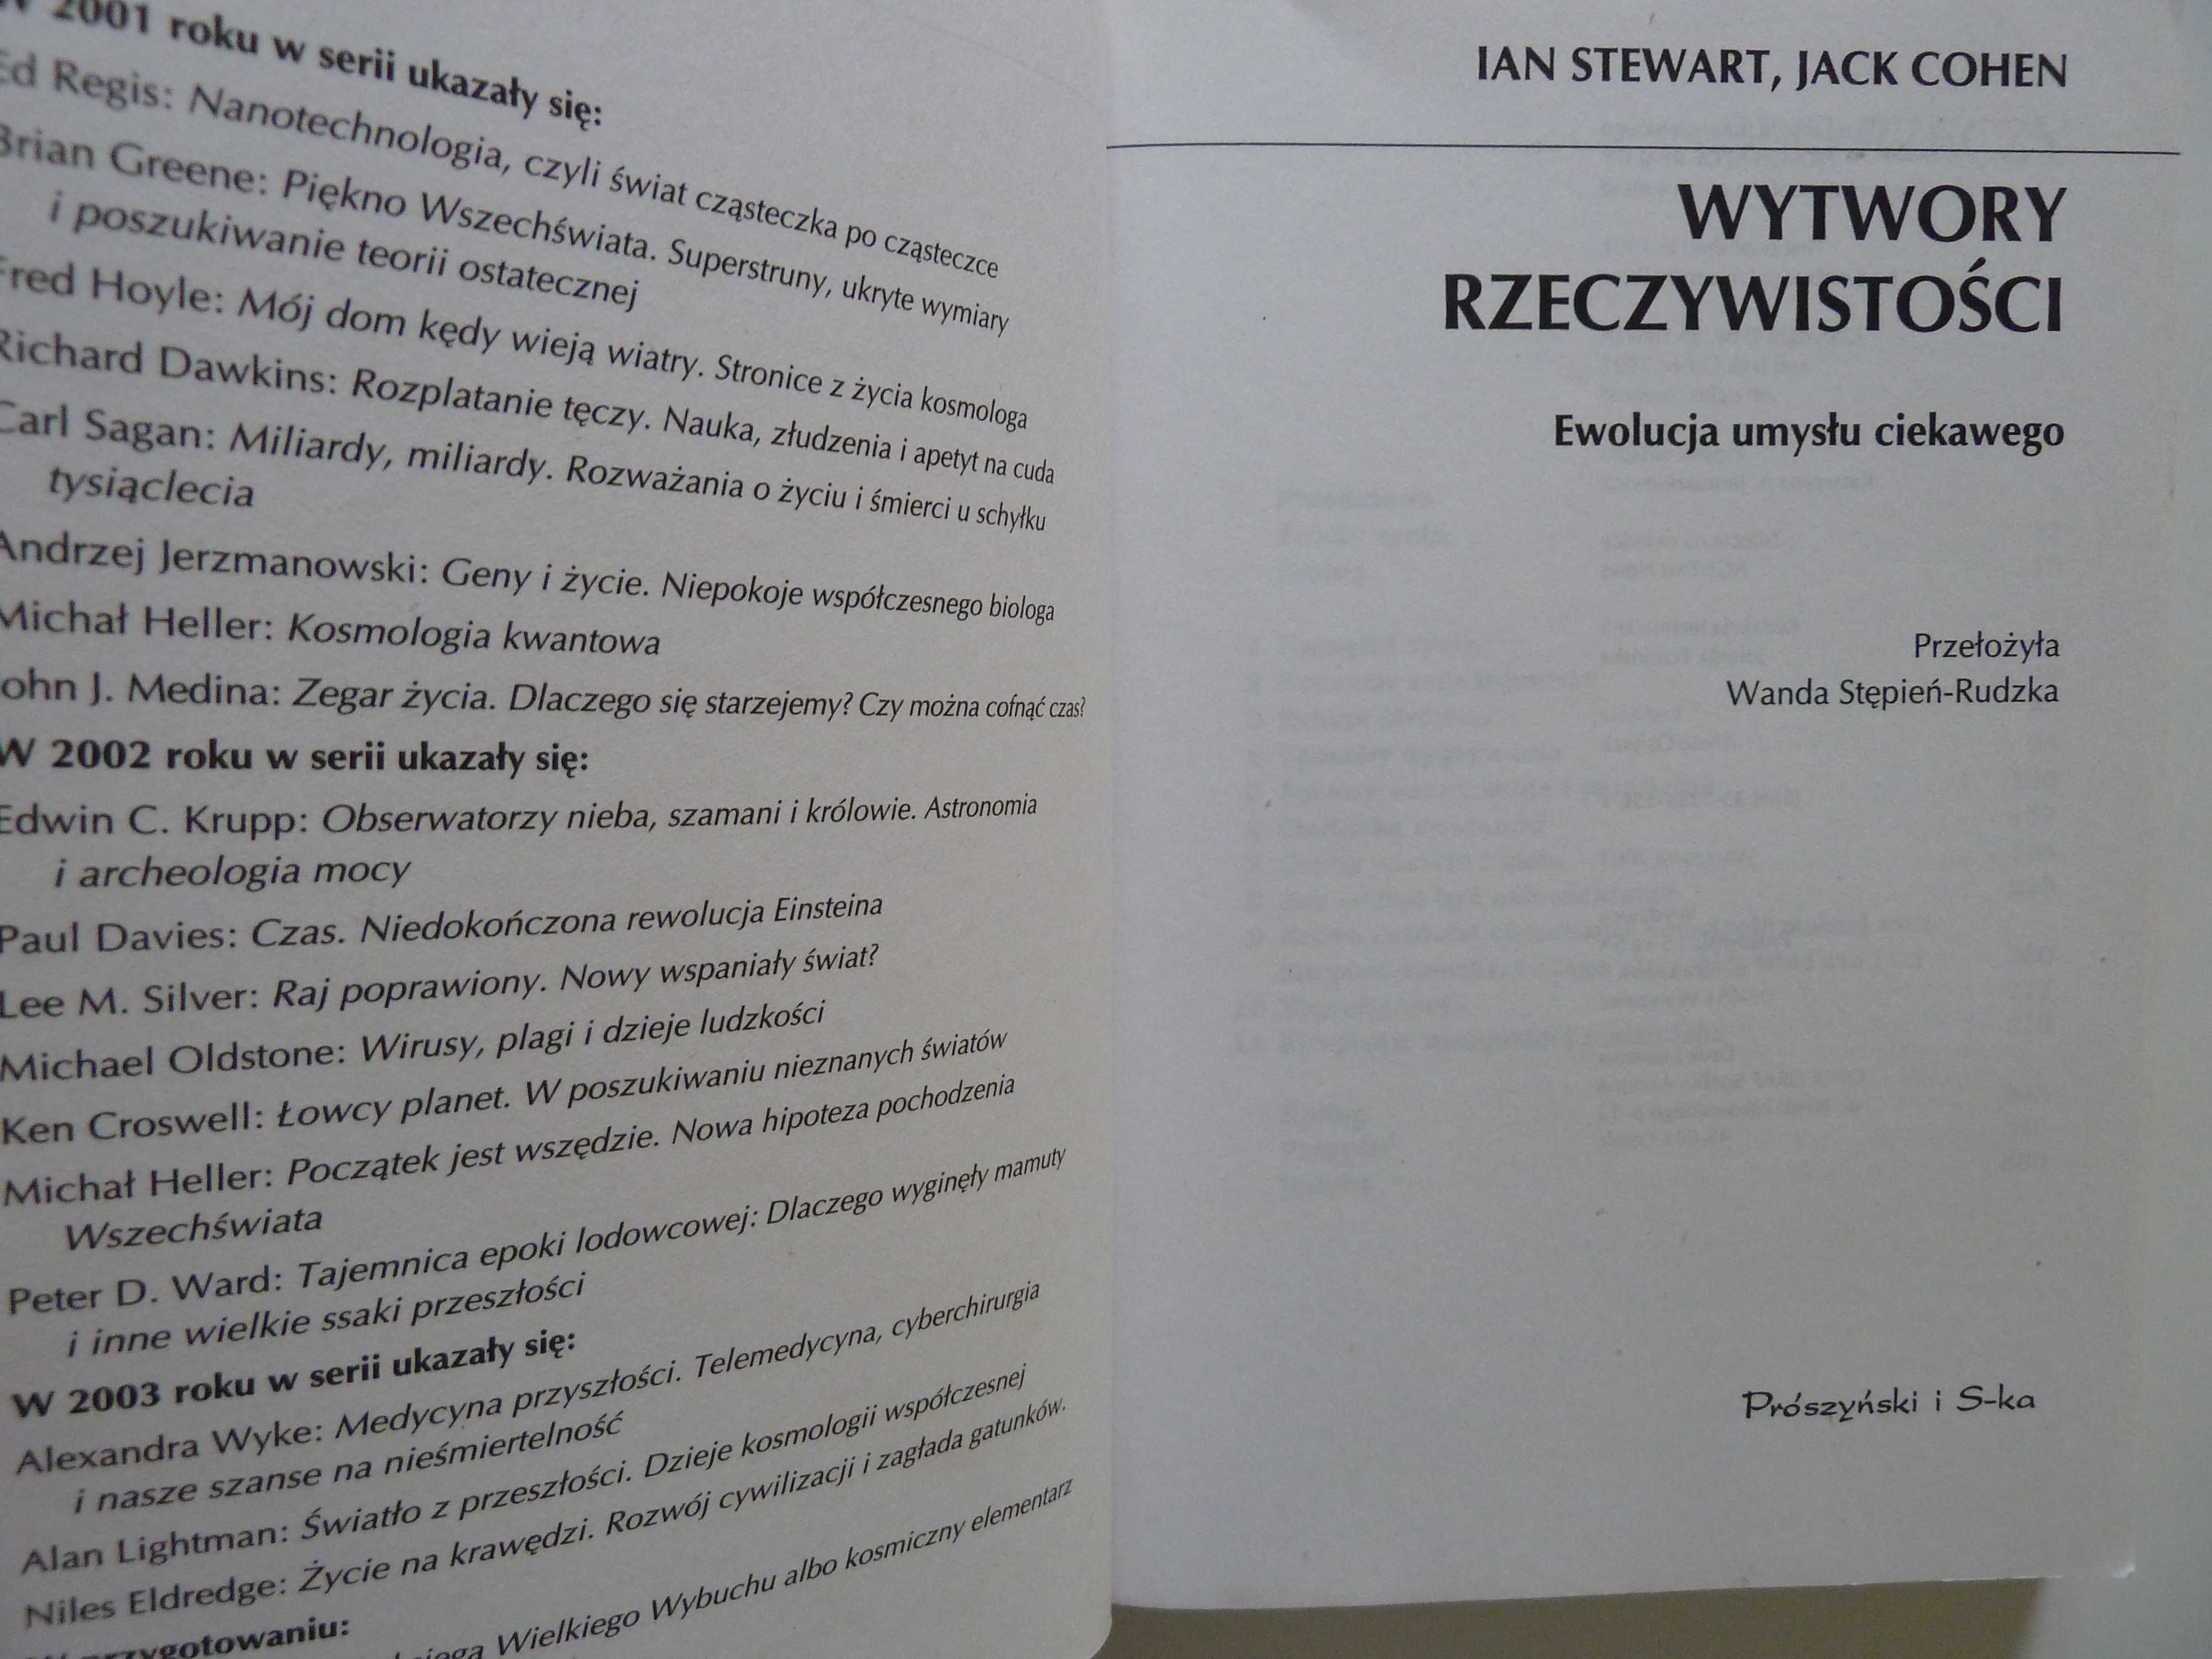 W 2001 roku w serii ukazały się:
Ed Regis: Nanotechnologia, czyli świat cząsteczka po cząsteczce
Brian Greene: Piękno Wszechświata. Superstruny, ukryte wymiary
i poszukiwanie teorii ostatecznej
Fred Hoyle: Mój dom kędy wieją wiatry. Stronice z życia kosmologa
Richard Dawkins: Rozplatanie tęczy. Nauka, złudzenia i apetyt na cuda
Carl Sagan: Miliardy, miliardy. Rozważania o życiu i śmierci u schyłku
tysiąclecia
Andrzej Jerzmanowski: Geny i życie. Niepokoje współczesnego biologa
Michał Heller: Kosmologia kwantowa
John J. Medina: Zegar życia. Dlaczego się starzejemy? Czy można cofnąć czas?
W 2002 roku w serii ukazały się:
Edwin C. Krupp: Obserwatorzy nieba, szamani i królowie. Astronomia
i archeologia mocy
Paul Davies: Czas. Niedokończona rewolucja Einsteina
Lee M. Silver: Raj poprawiony. Nowy wspaniały świat?
Michael Oldstone: Wirusy, plagi i dzieje ludzkości
Ken Croswell: Łowcy planet. W poszukiwaniu nieznanych światów
Michał Heller: Początek jest wszędzie. Nowa hipoteza pochodzenia
Wszechświata
Peter D. Ward: Tajemnica epoki lodowcowej: Dlaczego wyginęły mamuty
i inne wielkie ssaki przeszłości
W 2003 roku w serii ukazały się:
Alexandra Wyke: Medycyna przyszłości. Telemedycyna, cyberchirurgia
i nasze szanse na nieśmiertelność
Alan Lightman: Światło z przeszłości. Dzieje kosmologii współczesnej
Niles Eldredge: Życie na krawędzi. Rozwój cywilizacji i zagłada gatunków.
W przygotowaniu:
Wielkiego Wybuchu albo kosmiczny elementarz
IAN STEWART, JACK COHEN
WYTWORY
RZECZYWISTOŚCI
Ewolucja umysłu ciekawego
Przełożyła
Wanda Stępień-Rudzka
Prószyński i S-ka